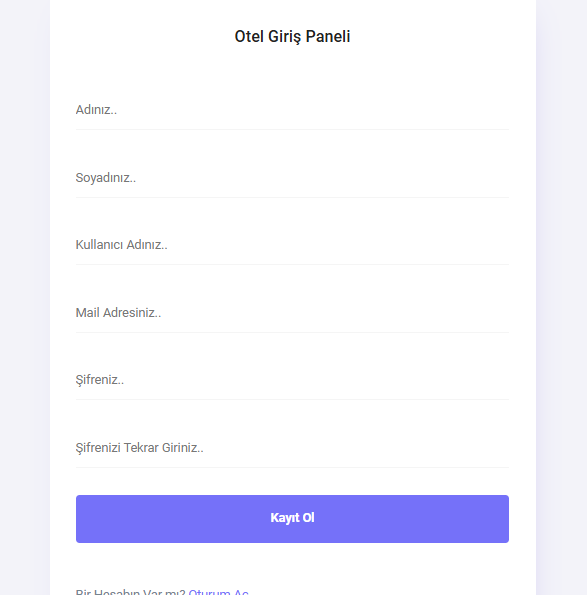 Otel Giriş Paneli
Adınız..
Soyadınız..
Kullanıcı Adınız..
Mail Adresiniz..
Şifreniz..
Şifrenizi Tekrar Giriniz..
Kayıt Ol
Bir Hesabın Var mı? Oturum Aç